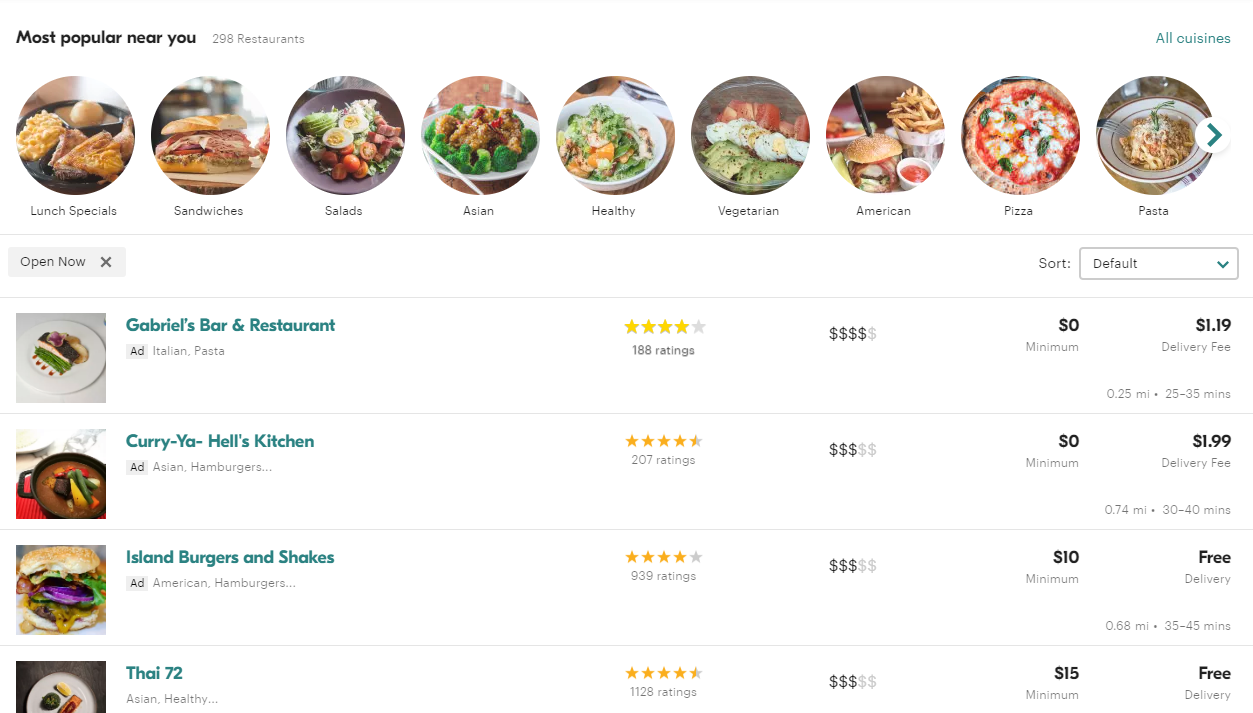 Most popular near you 298 Restaurants All cuisines
Lunch Specials Sandwiches Salads Asian Healthy Vegetarian American Pizza Pasta
Open Now Sort: Default
Gabriel's Bar & Restaurant $$$$$ $0 $1.19
188 ratings Minimum Delivery Fee
Ad Italian, Pasta
0.25 mi • 25–35 mins
Curry-Ya- Hell's Kitchen $$$$$ $0 $1.99
207 ratings Minimum Delivery Fee
Ad Asian, Hamburgers...
0.74 mi • 30–40 mins
Island Burgers and Shakes $$$$$ $10 Free
939 ratings Minimum Delivery
Ad American, Hamburgers...
0.68 mi • 35–45 mins
Thai 72 $$$$$ $15 Free
1128 ratings Minimum Delivery
Asian, Healthy...